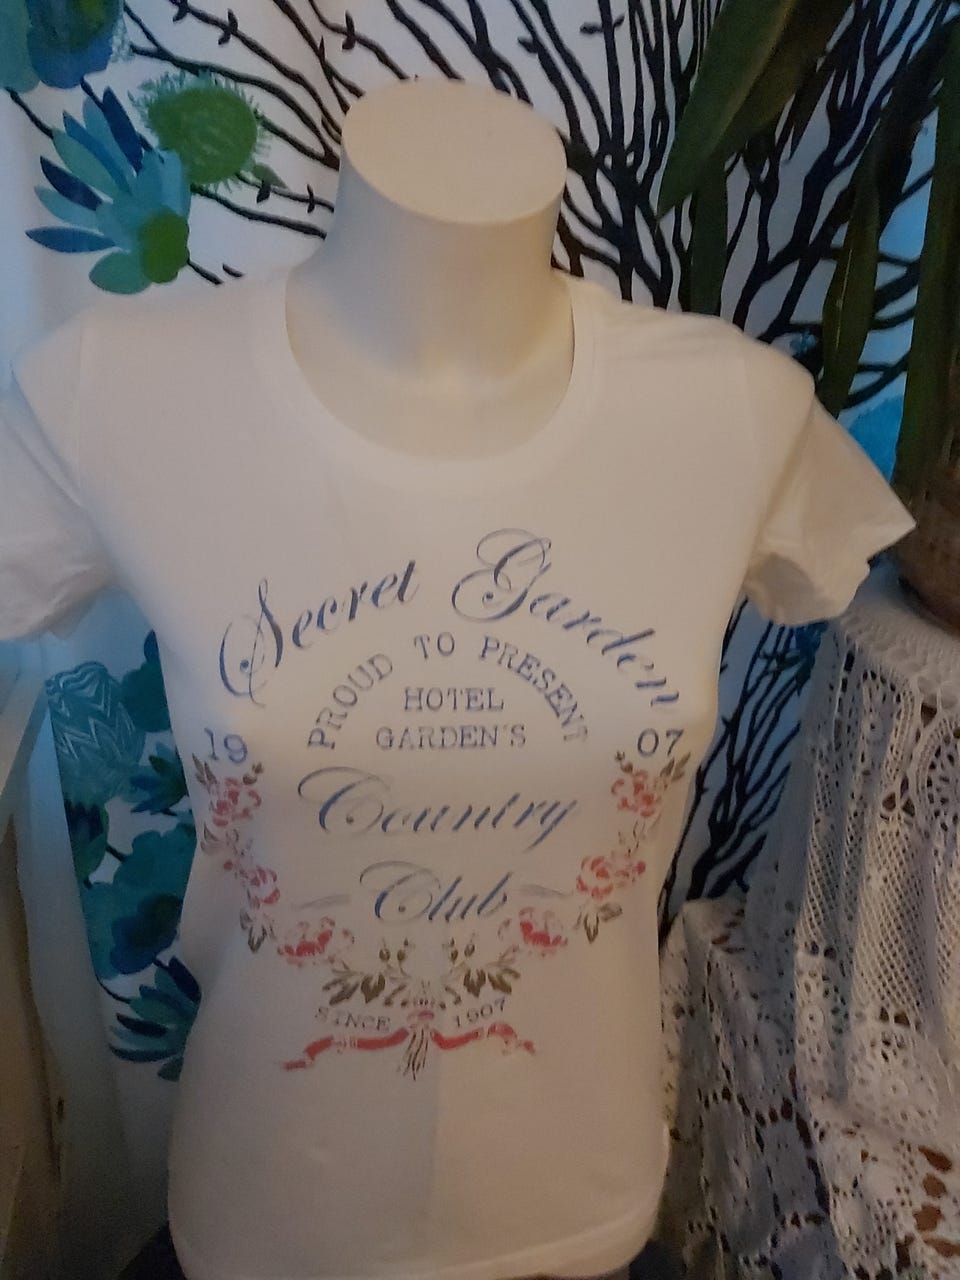 Secret Garden
PROUD TO PRESENT
HOTEL
GARDEN'S
19 07
Country
Club
SINCE 1907